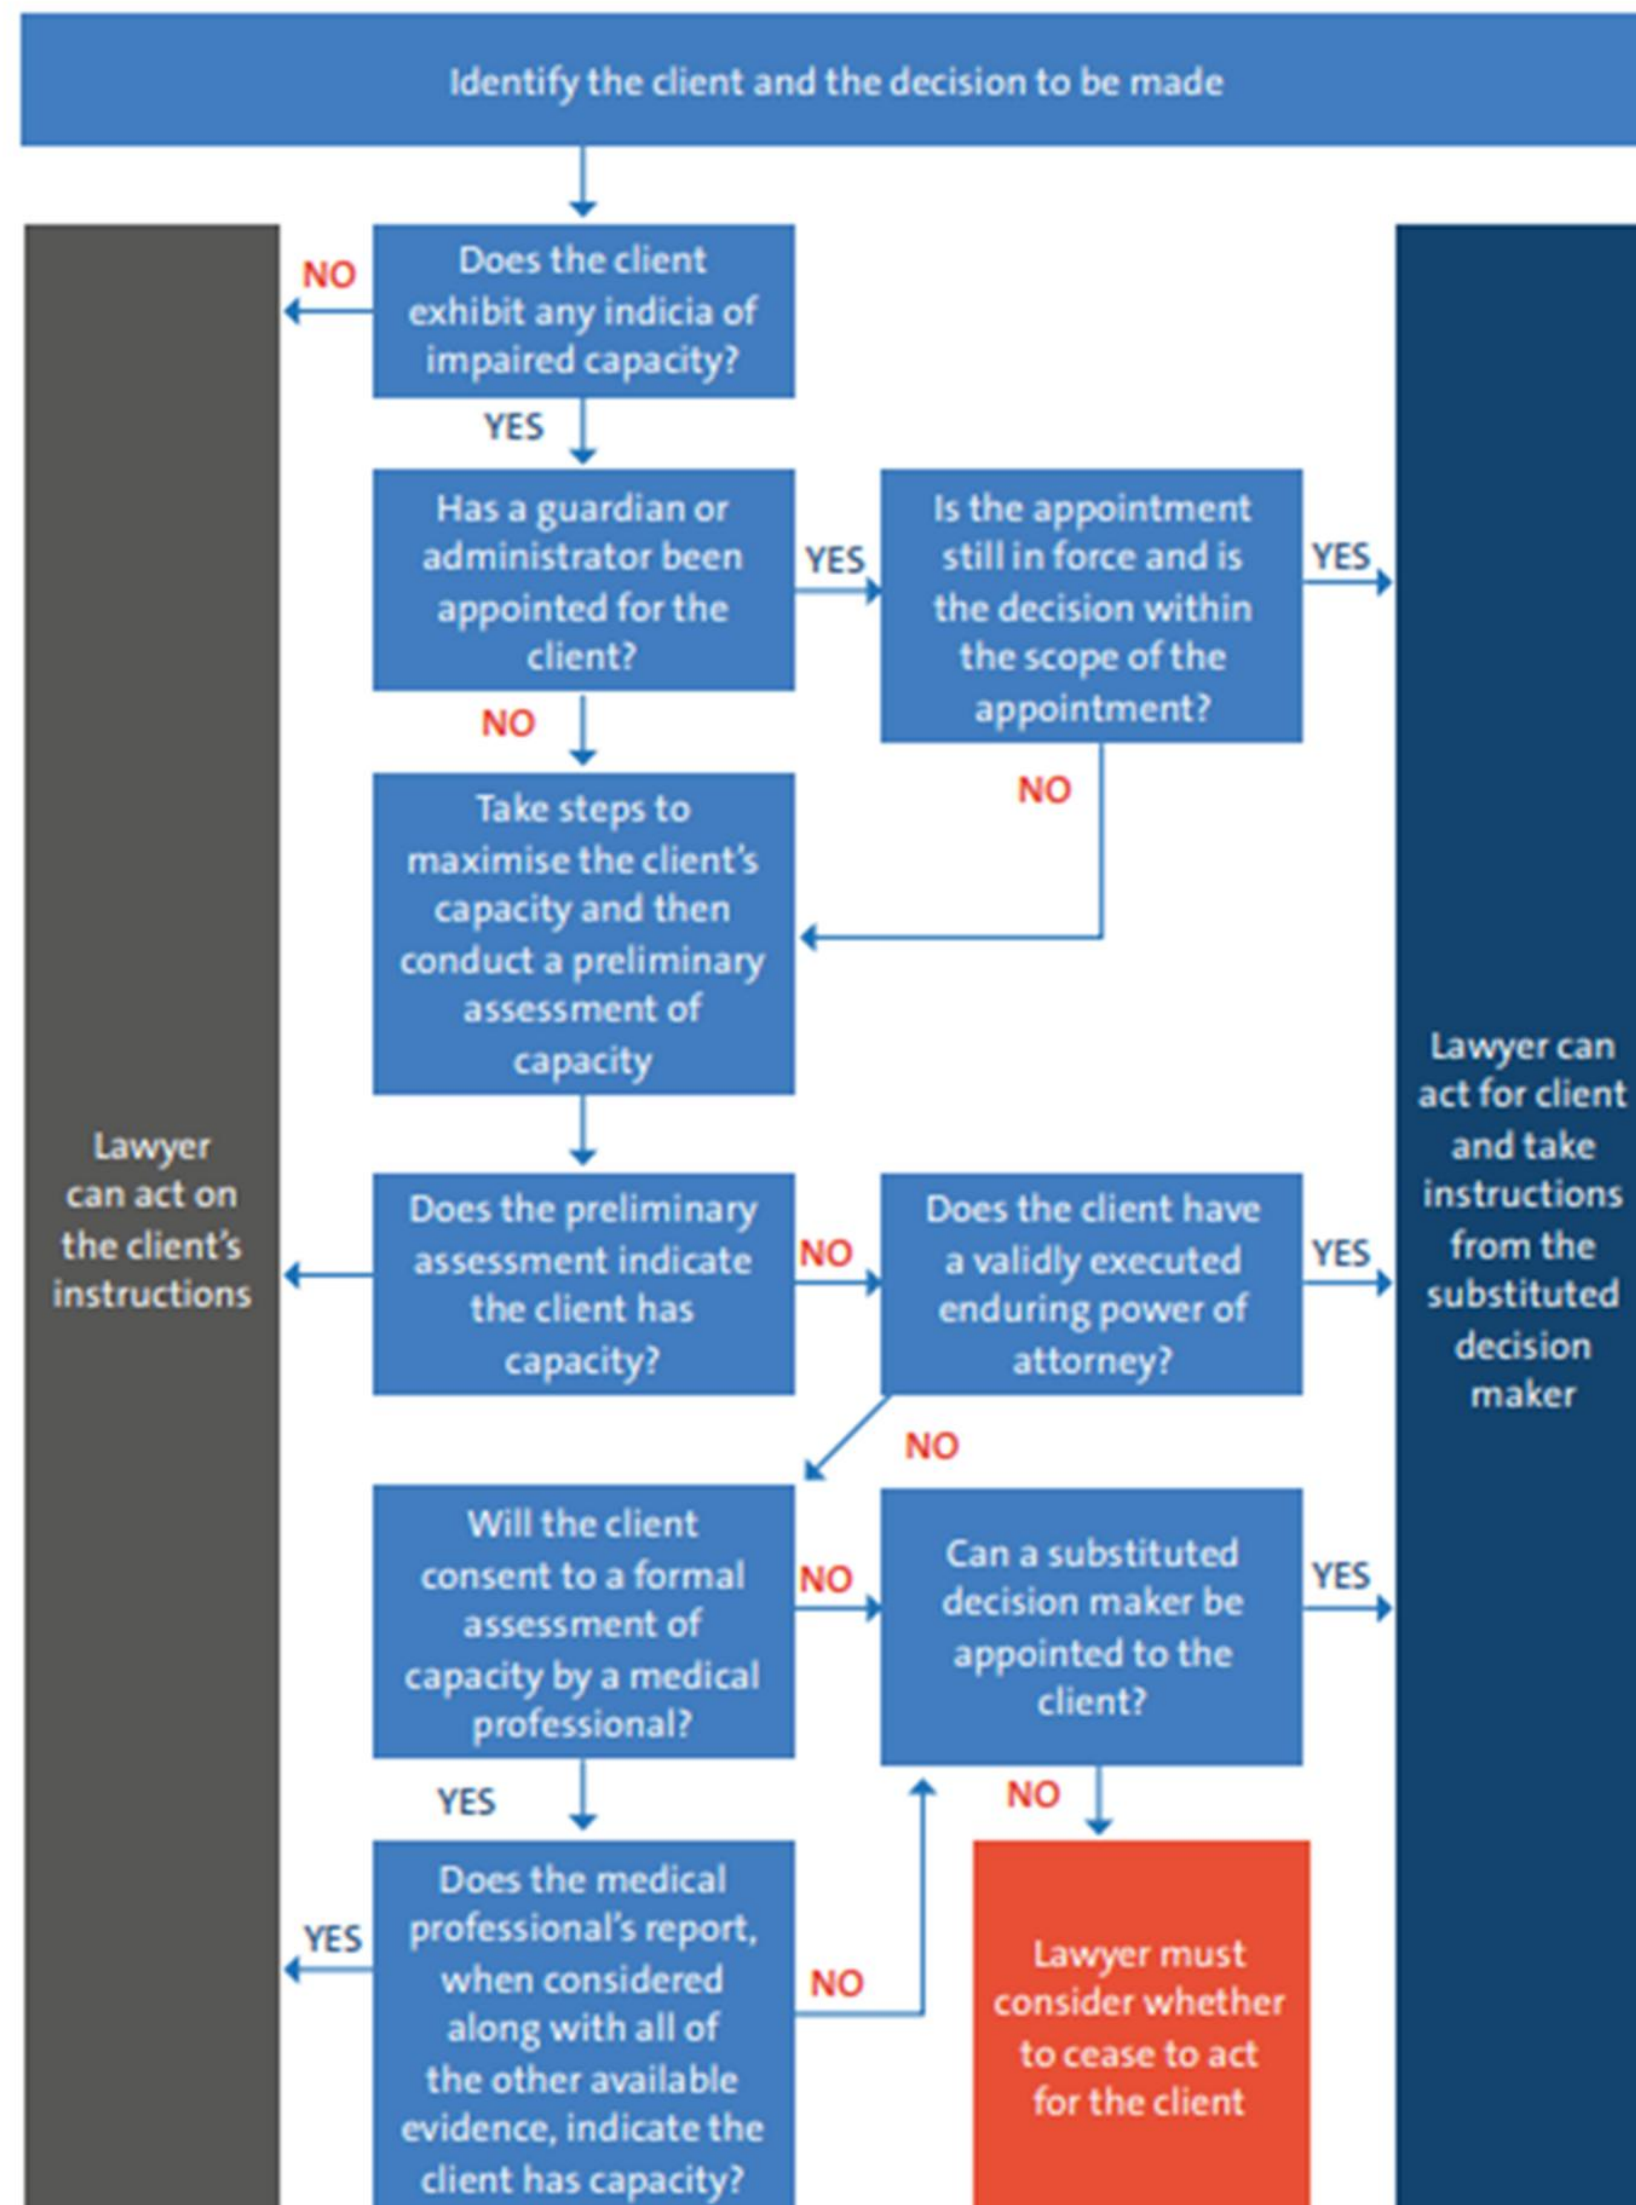 Identify the client and the decision to be made
Does the client
exhibit any indicia of
impaired capacity?
NO
YES
Has a guardian or
administrator been
appointed for the
client?
YES
Is the appointment
still in force and is
the decision within
the scope of the
appointment?
YES
NO
NO
Take steps to
maximise the client's
capacity and then
conduct a preliminary
assessment of
capacity
Lawyer
can act on
the client's
instructions
Does the preliminary
assessment indicate
the client has
capacity?
NO
Does the client have
a validly executed
enduring power of
attorney?
YES
Lawyer can
act for client
and take
instructions
from the
substituted
decision
maker
NO
Will the client
consent to a formal
assessment of
capacity by a medical
professional?
NO
Can a substituted
decision maker be
appointed to the
client?
YES
YES
NO
Does the medical
professional's report,
when considered
along with all of
the other available
evidence, indicate the
client has capacity?
YES
NO
Lawyer must
consider whether
to cease to act
for the client